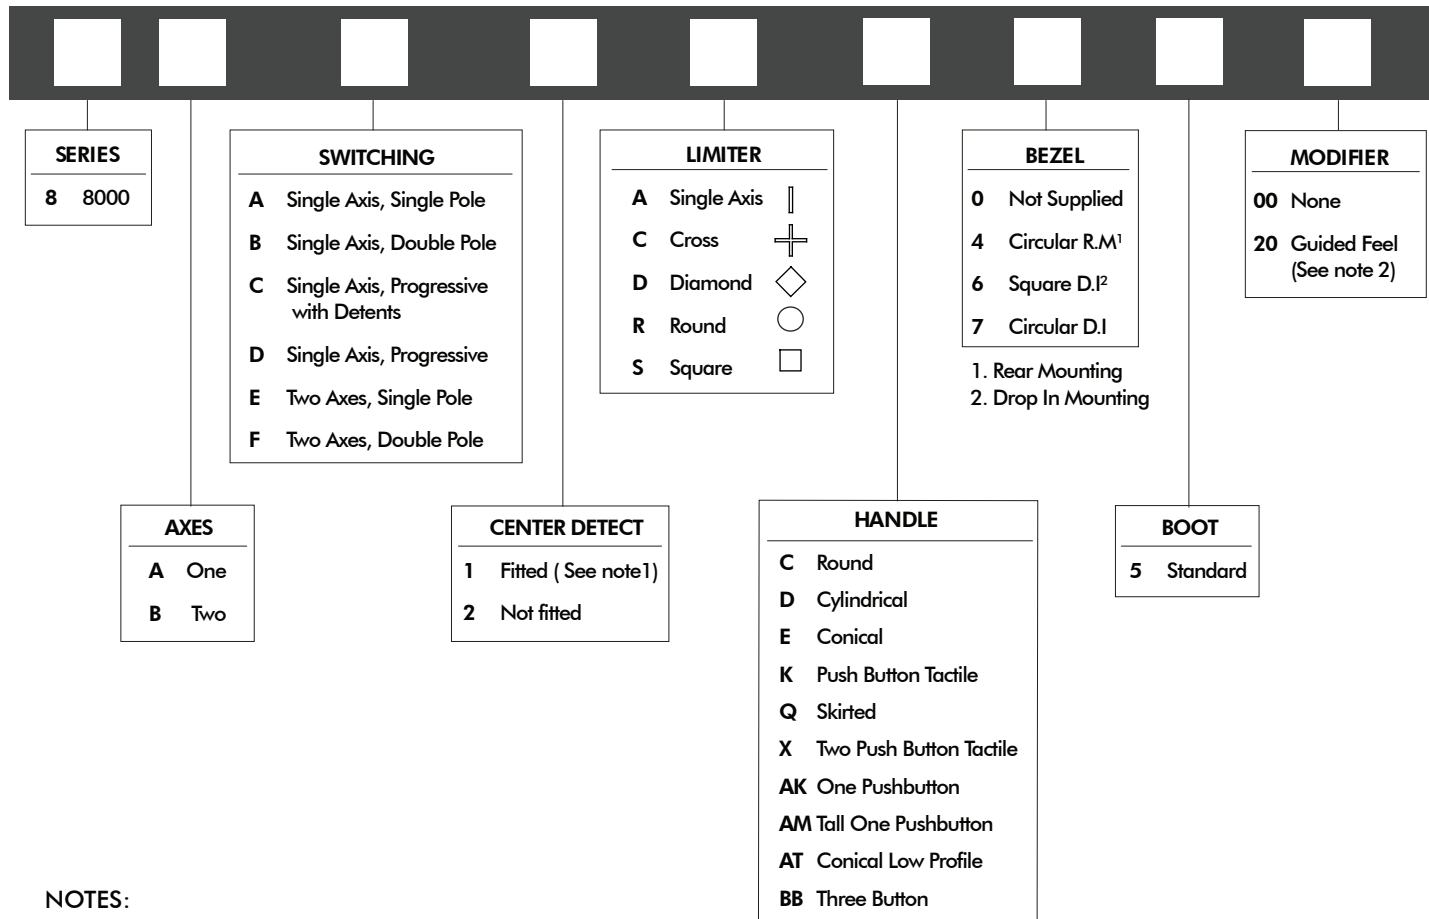 SERIES
8 8000
SWITCHING
A Single Axis, Single Pole
B Single Axis, Double Pole
C Single Axis, Progressive
with Detents
D Single Axis, Progressive
E Two Axes, Single Pole
F Two Axes, Double Pole
LIMITER
A Single Axis
C Cross
D Diamond
R Round
S Square
BEZEL
0 Not Supplied
4 Circular R.M¹
6 Square D.I²
7 Circular D.I
1. Rear Mounting
2. Drop In Mounting
MODIFIER
00 None
20 Guided Feel
(See note 2)
AXES
A One
B Two
CENTER DETECT
1 Fitted ( See note1)
2 Not fitted
HANDLE
C Round
D Cylindrical
E Conical
K Push Button Tactile
Q Skirted
X Two Push Button Tactile
AK One Pushbutton
AM Tall One Pushbutton
AT Conical Low Profile
BB Three Button
BOOT
5 Standard
NOTES: